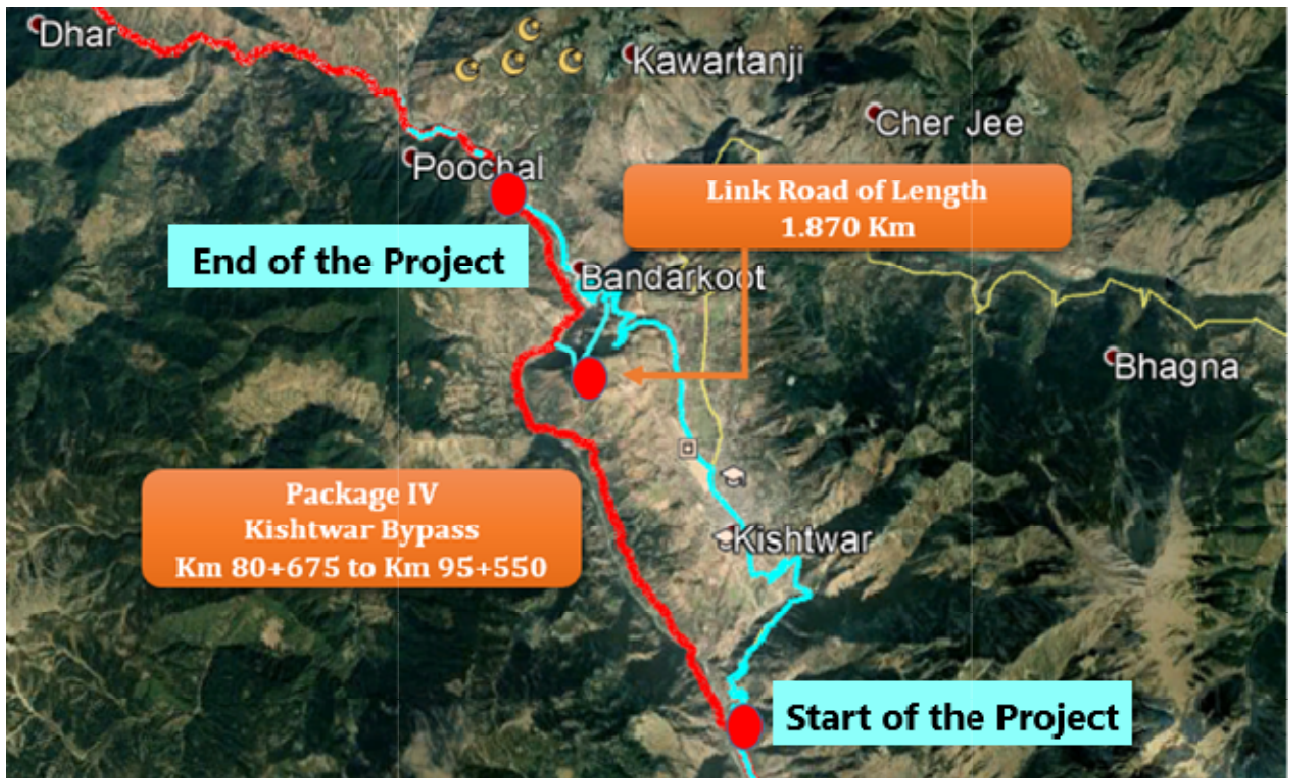 Dhar
Kawartanji
Cher Jee
Poochal
Link Road of Length
1.870 Km
End of the Project
Bandarkoot
Bhagna
Package IV
Kishtwar Bypass
Km 80+675 to Km 95+550
Kishtwar
Start of the Project